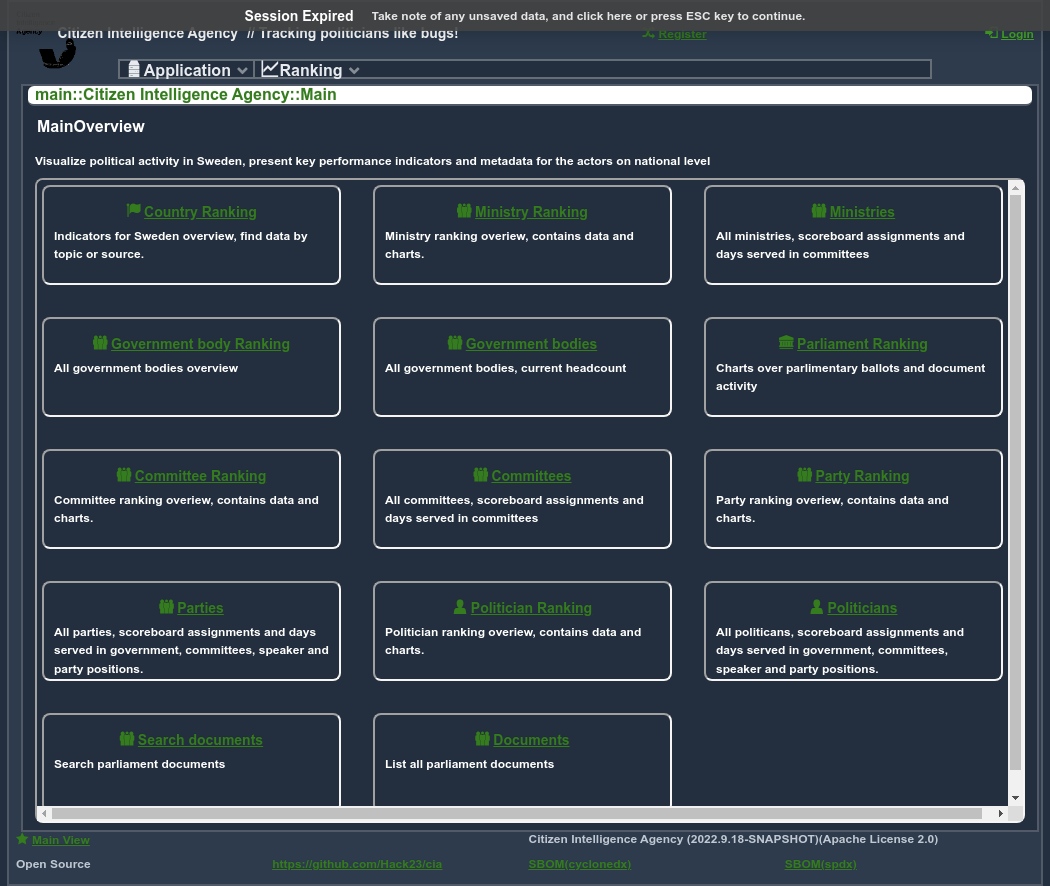 Session Expired Take note of any unsaved data, and click here or press ESC key to continue.
Agency
Citizen Intelligence Agency // Tracking politicians like bugs!
Register
Login
Application
Ranking
main::Citizen Intelligence Agency::Main
MainOverview
Visualize political activity in Sweden, present key performance indicators and metadata for the actors on national level
Country Ranking
Indicators for Sweden overview, find data by
topic or source.
Ministry Ranking
Ministry ranking overiew, contains data and
charts.
Ministries
All ministries, scoreboard assignments and
days served in committees
Government body Ranking
All government bodies overview
Government bodies
All government bodies, current headcount
Parliament Ranking
Charts over parlimentary ballots and document
activity
Committee Ranking
Committee ranking overiew, contains data and
charts.
Committees
All committees, scoreboard assignments and
days served in committees
Party Ranking
Party ranking overiew, contains data and
charts.
Parties
All parties, scoreboard assignments and days
served in government, committees, speaker and
party positions.
Politician Ranking
Politician ranking overiew, contains data and
charts.
Politicians
All politicans, scoreboard assignments and
days served in government, committees,
speaker and party positions.
Search documents
Search parliament documents
Documents
List all parliament documents
Main View
Citizen Intelligence Agency (2022.9.18-SNAPSHOT)(Apache License 2.0)
Open Source
https://github.com/Hack23/cia
SBOM(cyclonedx)
SBOM(spdx)